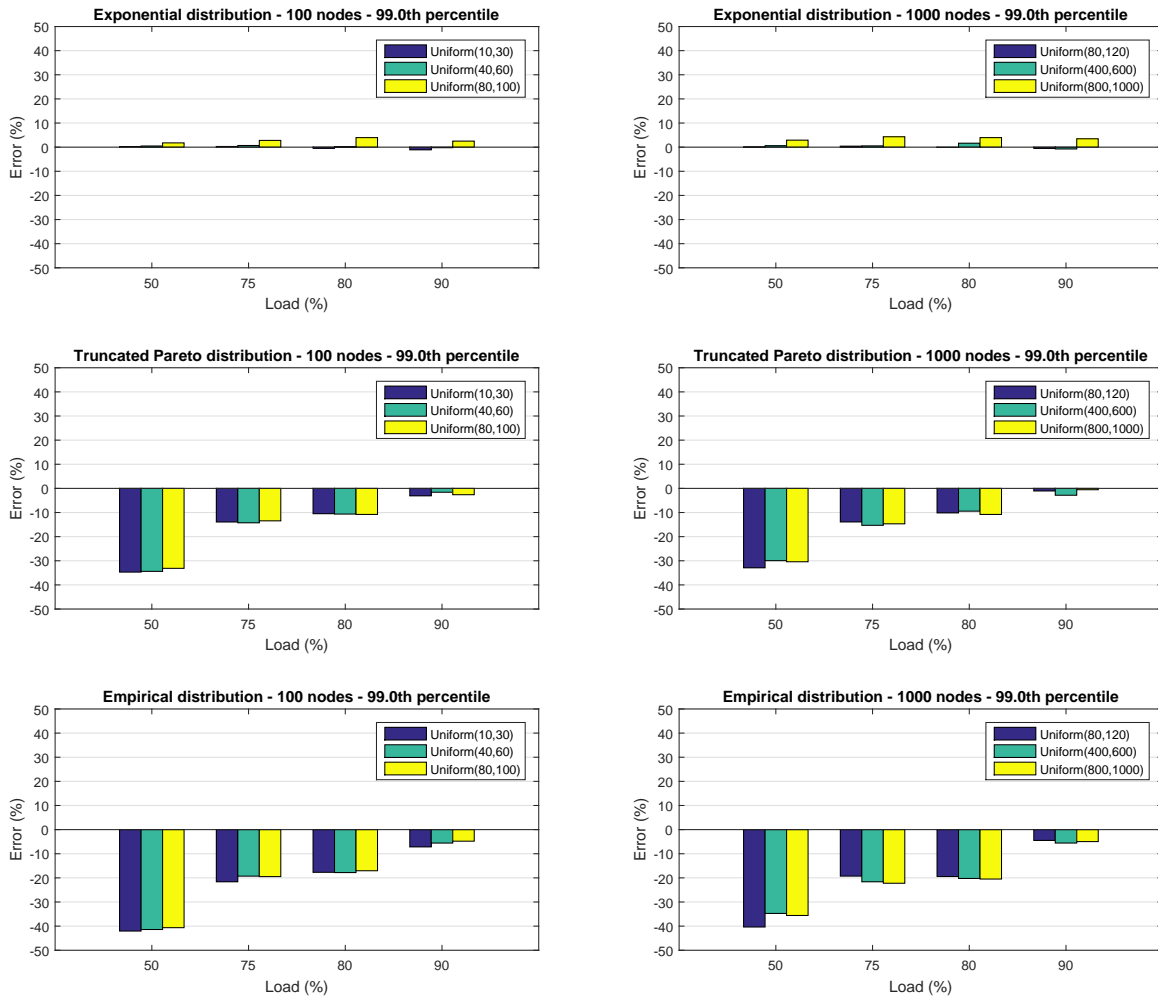 Exponential distribution - 100 nodes - 99.0th percentile
50
40
30
20
10
0
-10
-20
-30
-40
-50
Error (%)
Uniform(10,30)
Uniform(40,60)
Uniform(80,100)
50 75 80 90
Load (%)
Exponential distribution - 1000 nodes - 99.0th percentile
50
40
30
20
10
0
-10
-20
-30
-40
-50
Error (%)
Uniform(80,120)
Uniform(400,600)
Uniform(800,1000)
50 75 80 90
Load (%)
Truncated Pareto distribution - 100 nodes - 99.0th percentile
50
40
30
20
10
0
-10
-20
-30
-40
-50
Error (%)
Uniform(10,30)
Uniform(40,60)
Uniform(80,100)
50 75 80 90
Load (%)
Truncated Pareto distribution - 1000 nodes - 99.0th percentile
50
40
30
20
10
0
-10
-20
-30
-40
-50
Error (%)
Uniform(80,120)
Uniform(400,600)
Uniform(800,1000)
50 75 80 90
Load (%)
Empirical distribution - 100 nodes - 99.0th percentile
50
40
30
20
10
0
-10
-20
-30
-40
-50
Error (%)
Uniform(10,30)
Uniform(40,60)
Uniform(80,100)
50 75 80 90
Load (%)
Empirical distribution - 1000 nodes - 99.0th percentile
50
40
30
20
10
0
-10
-20
-30
-40
-50
Error (%)
Uniform(80,120)
Uniform(400,600)
Uniform(800,1000)
50 75 80 90
Load (%)